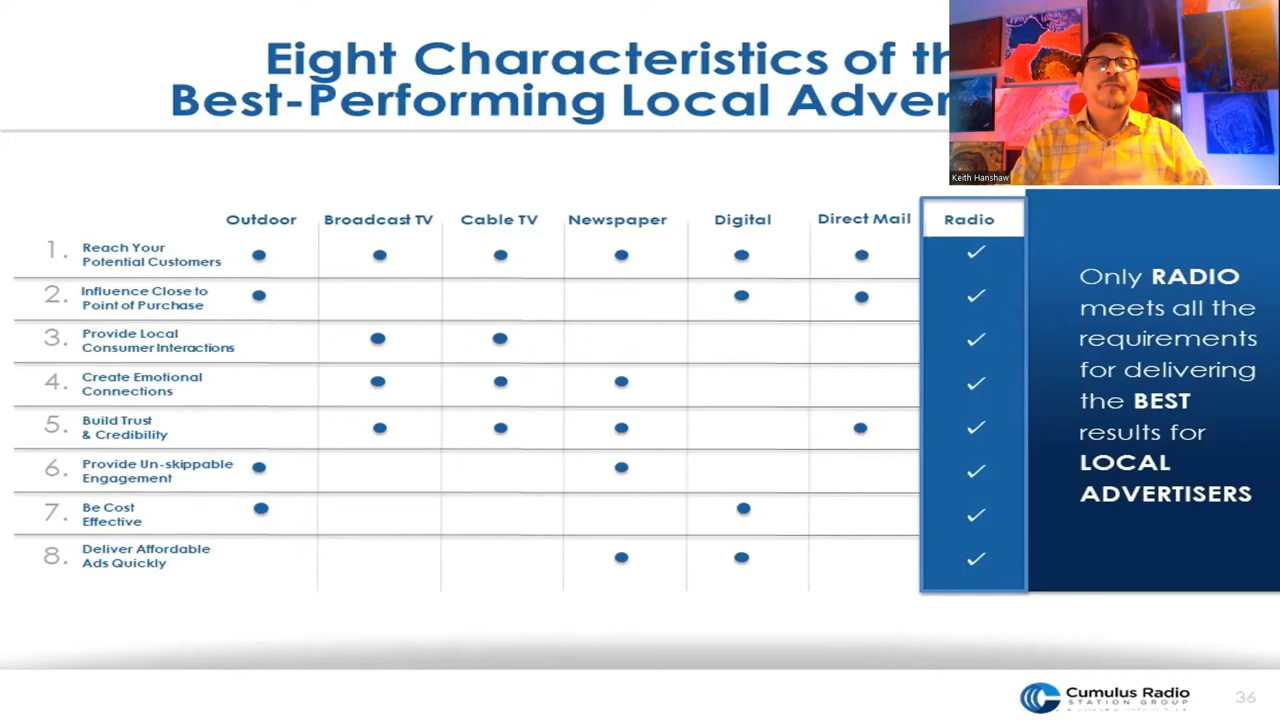 Eight Characteristics of th
Best-Performing Local Adver
Keith Hanshaw
Outdoor Broadcast TV Cable TV Newspaper Digital Direct Mail Radio
1. Reach Your
Potential Customers
2. Influence Close to
Point of Purchase
3. Provide Local
Consumer Interactions
4. Create Emotional
Connections
5. Build Trust
& Credibility
6. Provide Un-skippable
Engagement
7. Be Cost
Effective
8. Deliver Affordable
Ads Quickly
Only RADIO
meets all the
requirements
for delivering
the BEST
results for
LOCAL
ADVERTISERS
Cumulus Radio
STATION GROUP
36